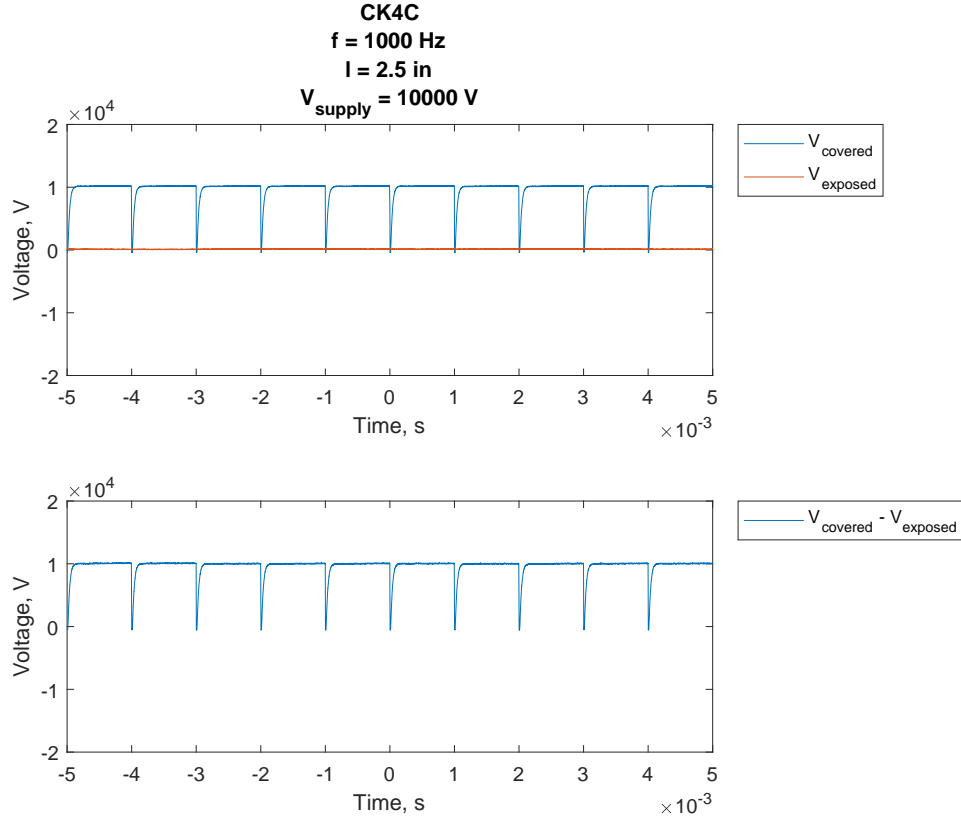 CK4C
f = 1000 Hz
l = 2.5 in
V_supply = 10000 V
×10^4
2
1
0
-1
-2
Voltage, V
-5 -4 -3 -2 -1 0 1 2 3 4 5
Time, s
×10^-3
V_covered
V_exposed
×10^4
2
1
0
-1
-2
Voltage, V
-5 -4 -3 -2 -1 0 1 2 3 4 5
Time, s
×10^-3
V_covered - V_exposed